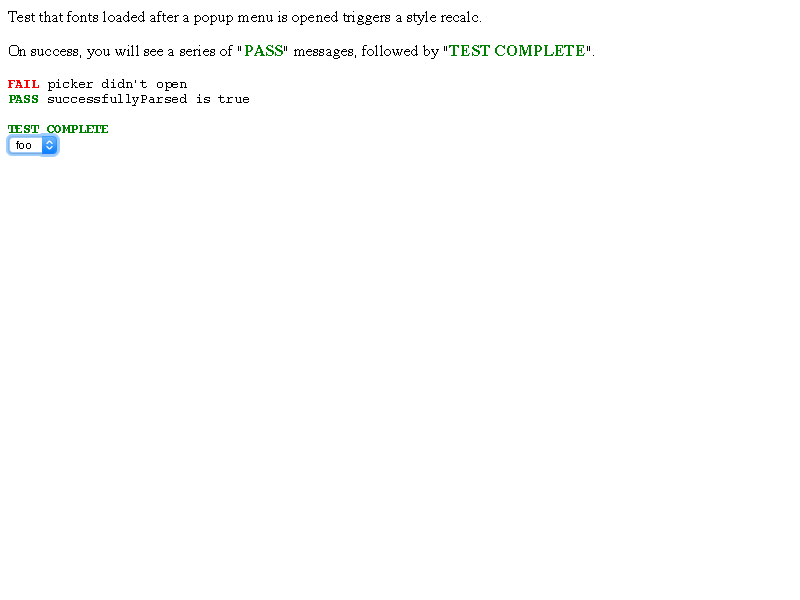 Test that fonts loaded after a popup menu is opened triggers a style recalc.
On success, you will see a series of "PASS" messages, followed by "TEST COMPLETE".
FAIL picker didn't open
PASS successfullyParsed is true
TEST COMPLETE
foo